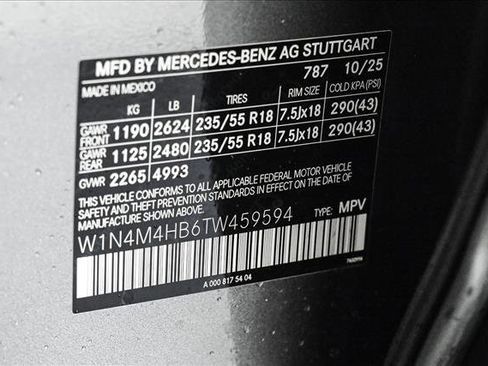 MFD BY MERCEDES-BENZ AG STUTTGART
787 10/25
MADE IN MEXICO
KG LB TIRES RIM SIZE COLD KPA (PSI)
GAWR FRONT 1190 2624 235/55 R18 7.5Jx18 290(43)
GAWR REAR 1125 2480 235/55 R18 7.5Jx18 290(43)
GVWR 2265 4993
THIS VEHICLE CONFORMS TO ALL APPLICABLE FEDERAL MOTOR VEHICLE
SAFETY AND THEFT PREVENTION STANDARDS IN EFFECT ON THE DATE OF
MANUFACTURE SHOWN ABOVE.
W1N4M4HB6TW459594 TYPE: MPV
A 000 817 54 04